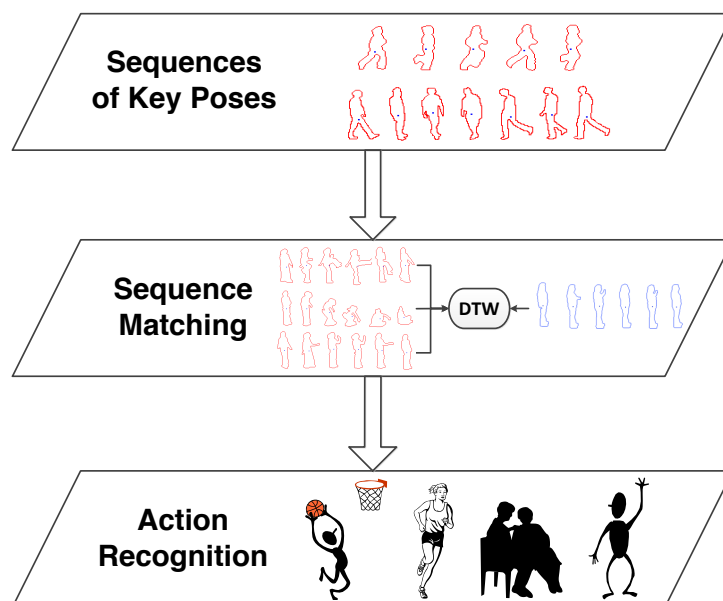 Sequences
of Key Poses
Sequence
Matching
DTW
Action
Recognition